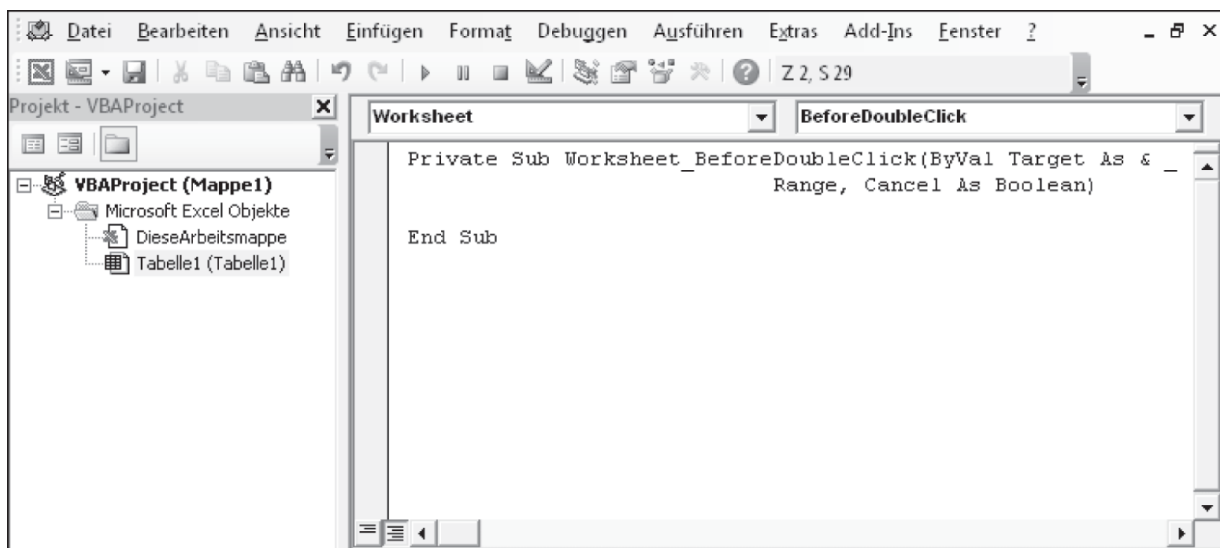 Datei Bearbeiten Ansicht Einfügen Format Debuggen Ausführen Extras Add-Ins Fenster ?
Z 2, S 29
Projekt - VBAProject
Worksheet
BeforeDoubleClick
VBAProject (Mappe1)
Microsoft Excel Objekte
DieseArbeitsmappe
Tabelle1 (Tabelle1)
Private Sub Worksheet_BeforeDoubleClick(ByVal Target As & _
Range, Cancel As Boolean)
End Sub